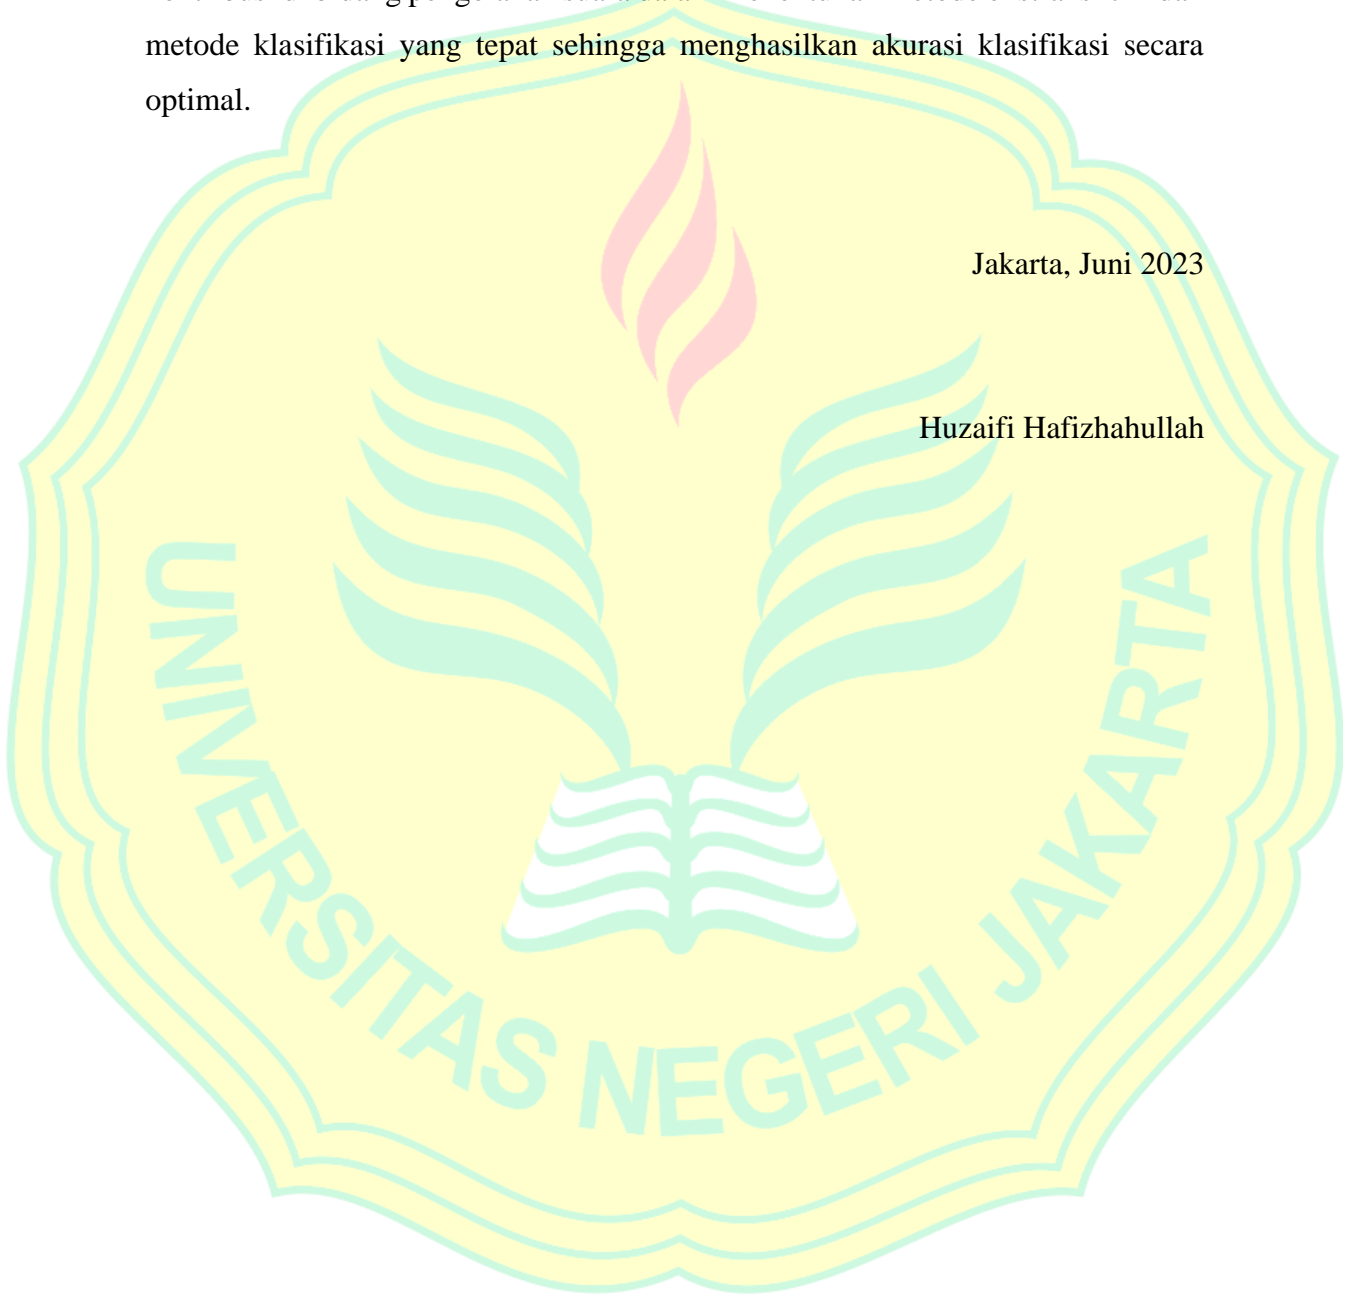 metode klasifikasi yang tepat sehingga menghasilkan akurasi klasifikasi secara
optimal.
Jakarta, Juni 2023
Huzaifi Hafizhahullah
UNIVERSITAS NEGERI JAKARTA